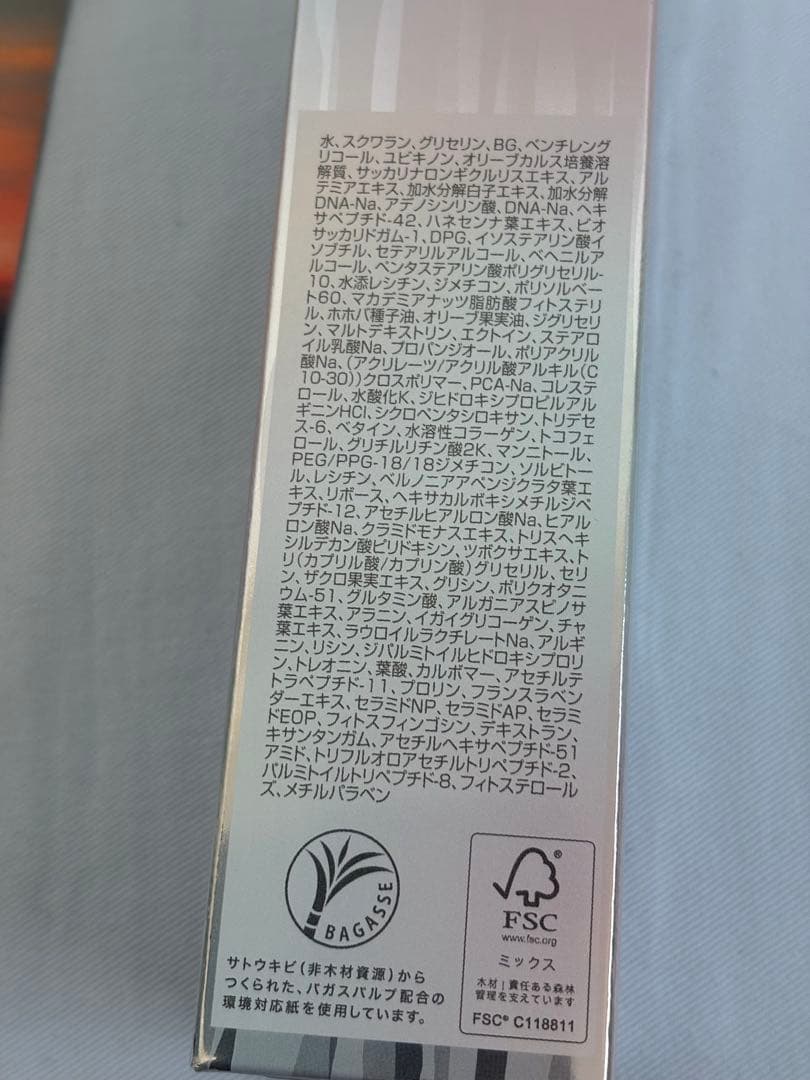 水、スクワラン、グリセリン、BG、ペンチレング
リコール、ユビキノン、オリーブカルス培養溶
解質、サッカリナロンギクルリスエキス、アル
テミアエキス、加水分解白子エキス、加水分解
DNA-Na、アデノシンリン酸、DNA-Na、ヘキ
サペプチド-42、ハネセンナ葉エキス、ビオ
サッカリドガム-1、DPG、イソステアリン酸イ
ソブチル、セテアリルアルコール、ベヘニルア
ルコール、ペンタステアリン酸ポリグリセリル-
10、水添レシチン、ジメチコン、ポリソルベー
ト60、マカデミアナッツ脂肪酸フィトステリ
ル、ホホバ種子油、オリーブ果実油、ジグリセリ
ン、マルトデキストリン、エクトイン、ステアロ
イル乳酸Na、プロパンジオール、ポリアクリル
酸Na、(アクリレーツ/アクリル酸アルキル(C
10-30))クロスポリマー、PCA-Na、コレステ
ロール、水酸化K、ジヒドロキシプロピルアル
ギニンHCl、シクロペンタシロキサン、トリデセ
ス-6、ベタイン、水溶性コラーゲン、トコフェ
ロール、グリチルリチン酸2K、マンニトール、
PEG/PPG-18/18ジメチコン、ソルビトー
ル、レシチン、ベルノニアアペンジクラタ葉エ
キス、リボース、ヘキサカルボキシメチルジペ
プチド-12、アセチルヒアルロン酸Na、ヒアル
ロン酸Na、クラミドモナスエキス、トリスヘキ
シルデカン酸ピリドキシン、ツボクサエキス、ト
リ(カプリル酸/カプリン酸)グリセリル、セリ
ン、ザクロ果実エキス、グリシン、ポリクオタニ
ウム-51、グルタミン酸、アルガニアスピノサ
葉エキス、アラニン、イガイグリコーゲン、チャ
葉エキス、ラウロイルラクチレートNa、アルギ
ニン、リシン、ジパルミトイルヒドロキシプロリ
ン、トレオニン、葉酸、カルボマー、アセチルテ
トラペプチド-11、プロリン、フランスラベン
ダーエキス、セラミドNP、セラミドAP、セラミ
ドEOP、フィトスフィンゴシン、デキストラン、
キサンタンガム、アセチルヘキサペプチド-51
アミド、トリフルオロアセチルトリペプチド-2、
パルミトイルトリペプチド-8、フィトステロール
ズ、メチルパラベン
BAGASSE
サトウキビ(非木材資源)から
つくられた、バガスパルプ配合の
環境対応紙を使用しています。
FSC
www.fsc.org
ミックス
木材|責任ある森林
管理を支えています
FSC® C118811